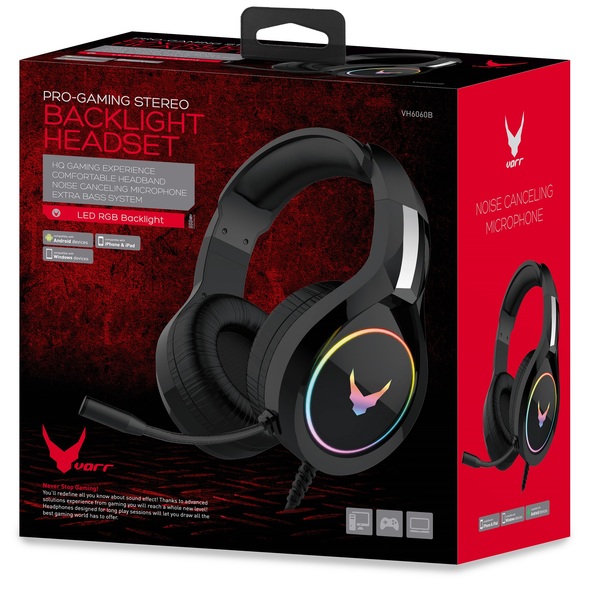 PRO-GAMING STEREO
BACKLIGHT
HEADSET
VH6060B
HQ GAMING EXPERIENCE
COMFORTABLE HEADBAND
NOISE CANCELING MICROPHONE
EXTRA BASS SYSTEM
LED RGB Backlight
Android devices
iPhone & iPad
Windows devices
varr
Never Stop Gaming!
You'll redefine all you know about sound effect! Thanks to advanced
solutions experience from gaming you will reach a whole new level!
Headphones designed for long play sessions will let you draw all the
best gaming world has to offer.
varr
NOISE CANCELING
MICROPHONE